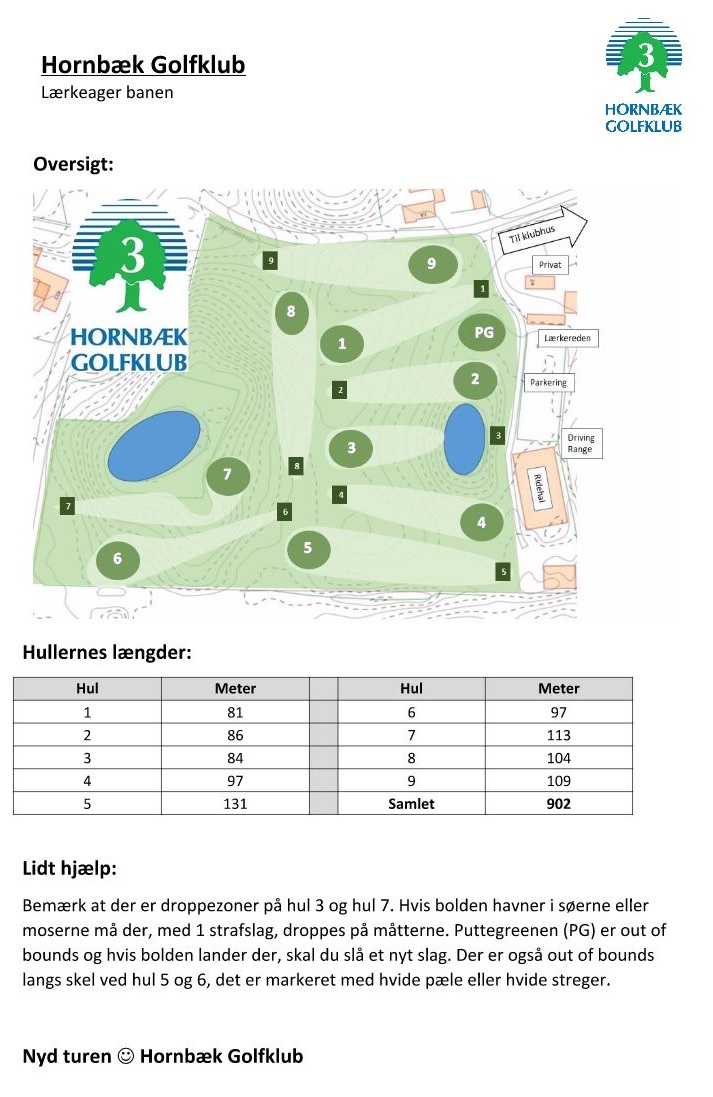 Hornbæk Golfklub
Lærkeager banen
3
HORNBÆK
GOLFKLUB
Oversigt:
3
HORNBÆK
GOLFKLUB
Til klubhus
Privat
Lærkereden
Parkering
Driving
Range
Ridehal
9
9
1
8
1
PG
2
2
3
3
8
4
7
7
6
4
5
6
5
Hullernes længder:
Hul Meter Hul Meter
1 81 6 97
2 86 7 113
3 84 8 104
4 97 9 109
5 131 Samlet 902
Lidt hjælp:
Bemærk at der er droppezoner på hul 3 og hul 7. Hvis bolden havner i søerne eller
moserne må der, med 1 strafslag, droppes på måtterne. Puttegreenen (PG) er out of
bounds og hvis bolden lander der, skal du slå et nyt slag. Der er også out of bounds
langs skel ved hul 5 og 6, det er markeret med hvide pæle eller hvide streger.
Nyd turen ☺ Hornbæk Golfklub